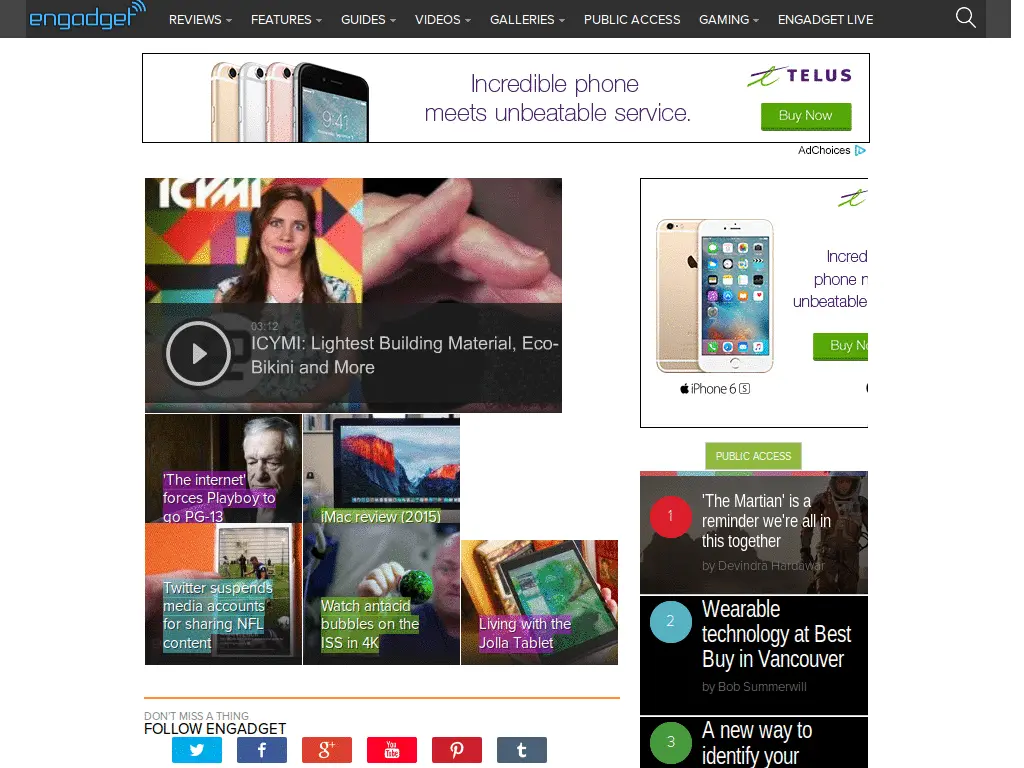 engadget
REVIEWS FEATURES GUIDES VIDEOS GALLERIES PUBLIC ACCESS GAMING ENGADGET LIVE
Incredible phone
meets unbeatable service.
TELUS
Buy Now
9:41
AdChoices
ICYMI
03:12
ICYMI: Lightest Building Material, Eco-
Bikini and More
'The internet'
forces Playboy to
go PG-13
iMac review (2015)
Twitter suspends
media accounts
for sharing NFL
content
Watch antacid
bubbles on the
ISS in 4K
Living with the
Jolla Tablet
DON'T MISS A THING
FOLLOW ENGADGET
f
g+
You
Tube
t
Incred
phone n
unbeatable
Buy No
iPhone 6 S
PUBLIC ACCESS
1
'The Martian' is a
reminder we're all in
this together
by Devindra Hardawar
2
Wearable
technology at Best
Buy in Vancouver
by Bob Summerwill
3
A new way to
identify your